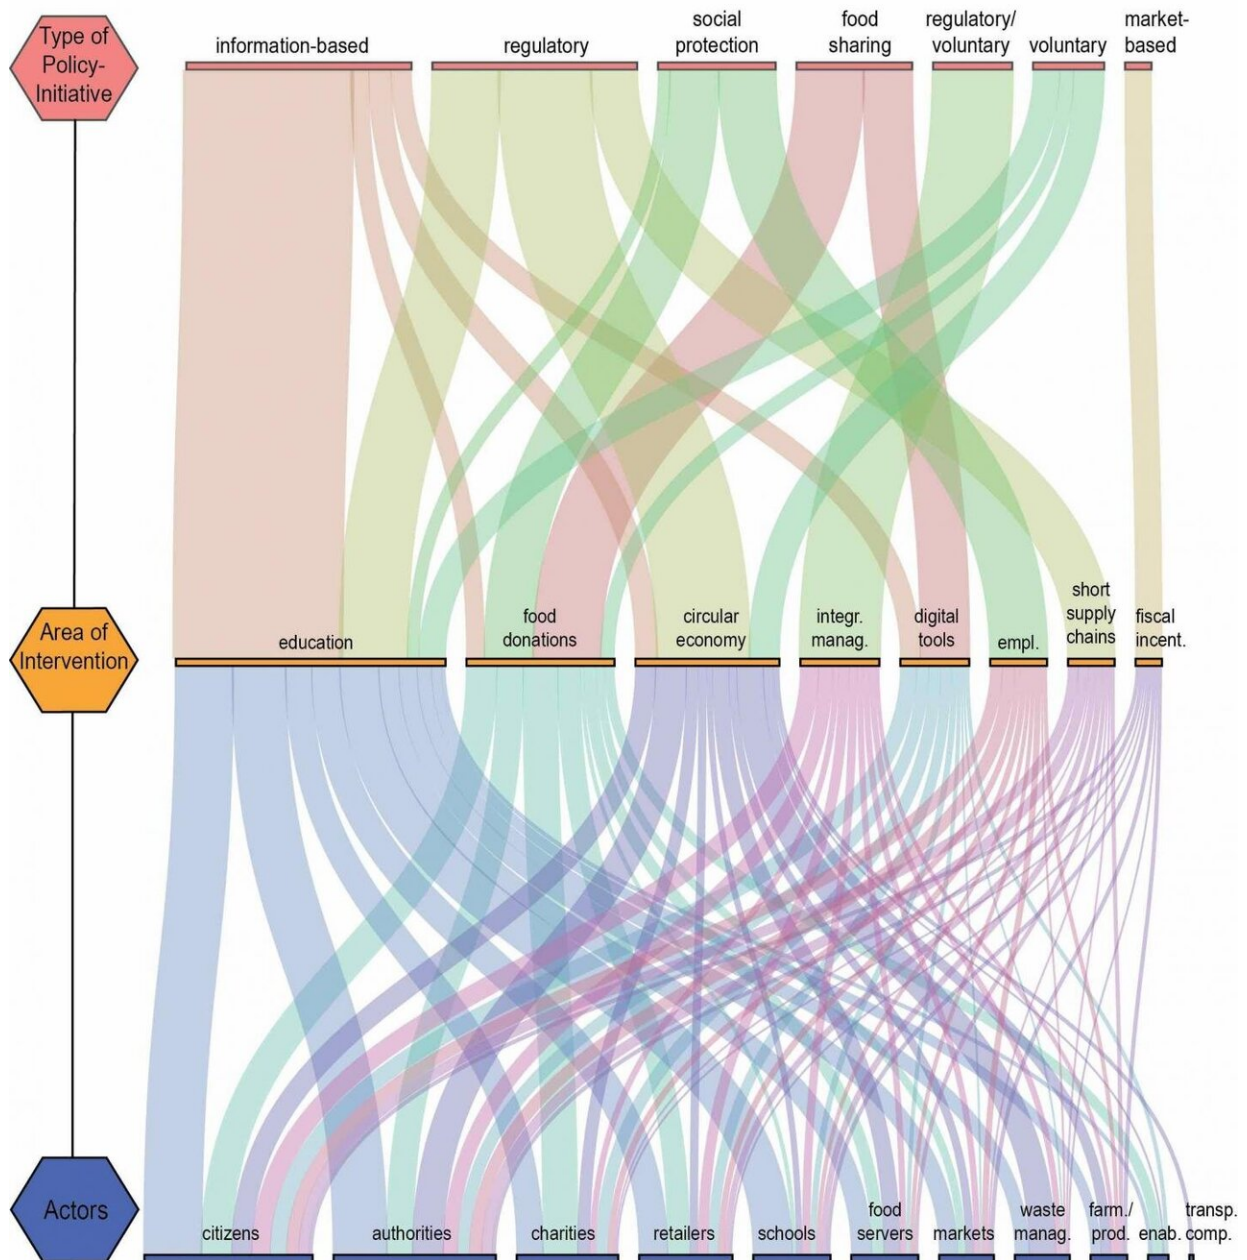 Type of
Policy-
Initiative
information-based
regulatory
social
protection
food
sharing
regulatory/
voluntary
voluntary
market-
based
Area of
Intervention
education
food
donations
circular
economy
integr.
manag.
digital
tools
empl.
short
supply
chains
fiscal
incent.
Actors
citizens
authorities
charities
retailers
schools
food
servers
markets
waste
manag.
farm./
prod.
enab.
transp.
comp.